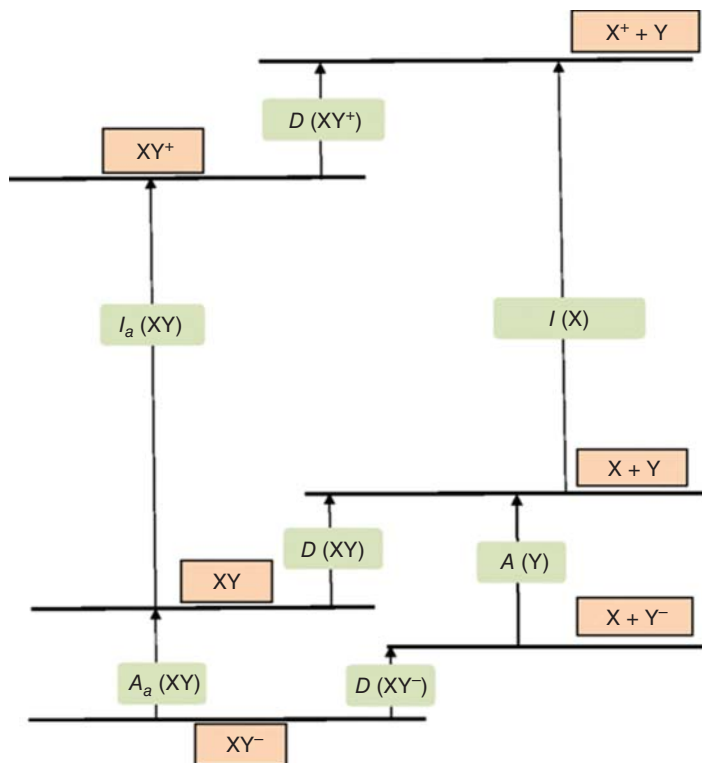 X⁺ + Y
D (XY⁺)
XY⁺
Iₐ (XY)
I (X)
X + Y
D (XY)
A (Y)
XY
X + Y⁻
Aₐ (XY)
D (XY⁻)
XY⁻